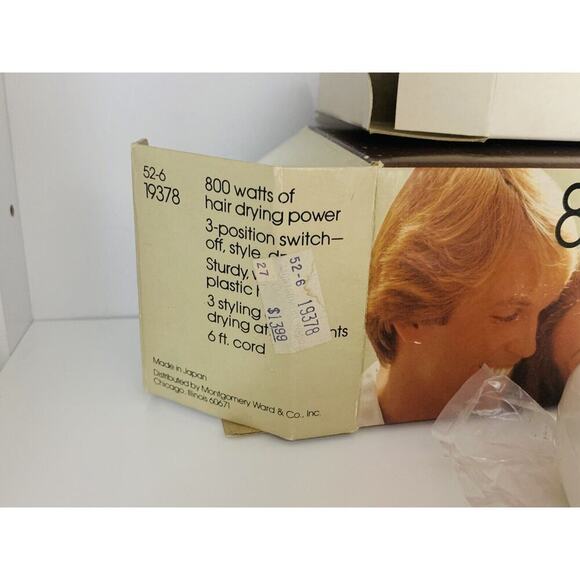 52-6
19378
800 watts of
hair drying power
3-position switch—
off, style,
Sturdy,
plastic
3 styling
drying
6 ft. cord
52-6 19378
27 $13.99
Made in Japan
Distributed by Montgomery Ward & Co., Inc.
Chicago, Illinois 60671
8